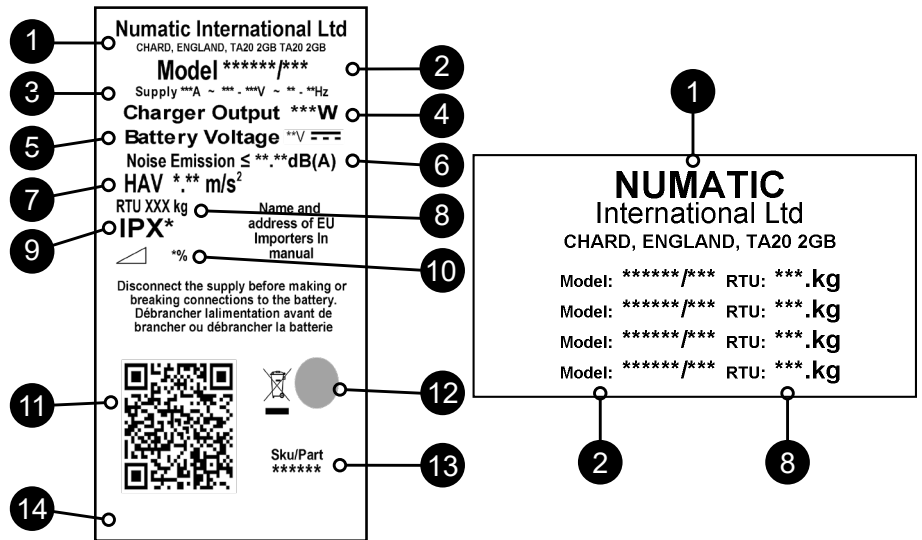 Numatic International Ltd
CHARD, ENGLAND, TA20 2GB TA20 2GB
1
Model ******/***
2
3
Supply ***A ~ *** - ***V ~ ** - **Hz
Charger Output ***W
4
5
Battery Voltage **V
Noise Emission ≤ **.**dB(A)
6
7
HAV *.** m/s²
RTU XXX kg
8
9
IPX*
Name and
address of EU
Importers In
manual
*%
10
Disconnect the supply before making or
breaking connections to the battery.
Débrancher lalimentation avant de
brancher ou débrancher la batterie
11
12
Sku/Part
******
13
14
1
NUMATIC
International Ltd
CHARD, ENGLAND, TA20 2GB
Model: ******/*** RTU: ***.kg
Model: ******/*** RTU: ***.kg
Model: ******/*** RTU: ***.kg
Model: ******/*** RTU: ***.kg
2
8